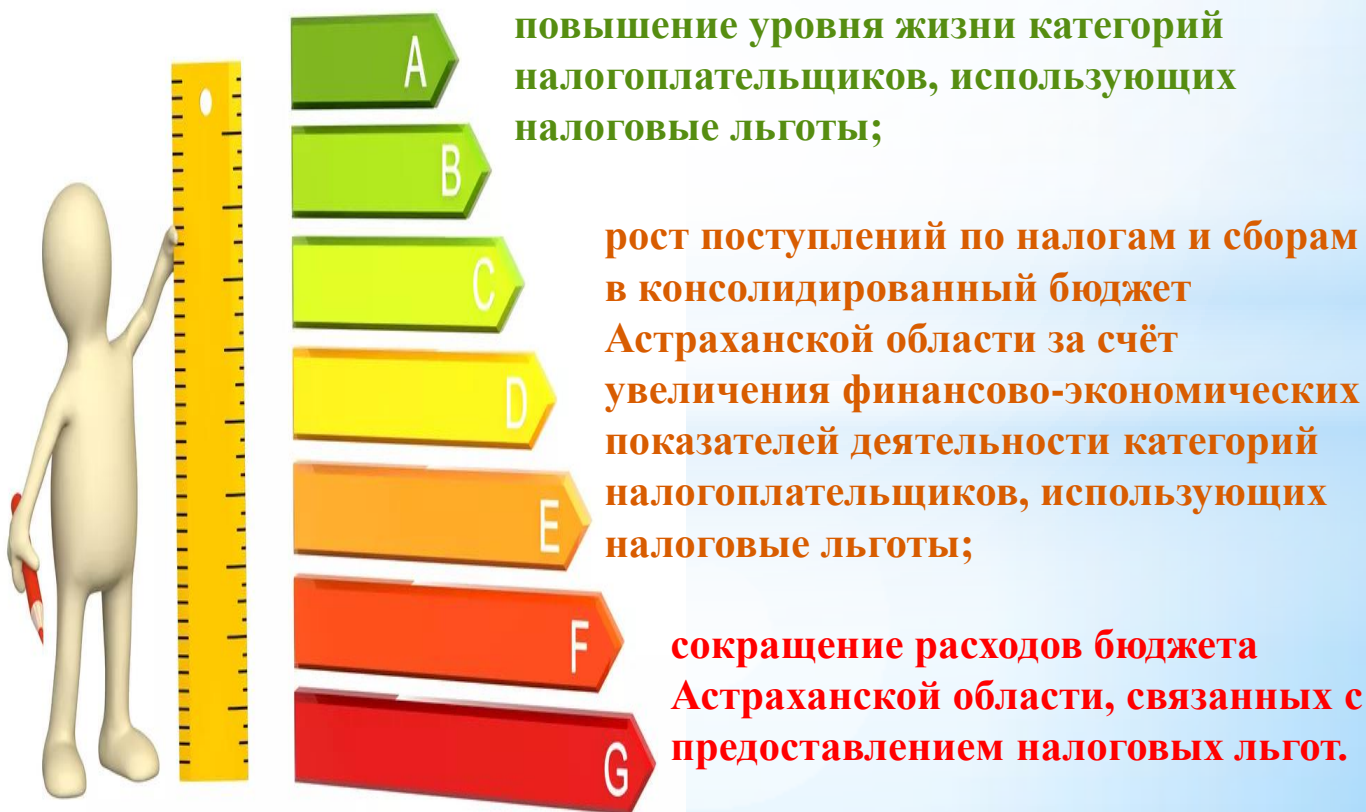 A
B
C
D
E
F
G
повышение уровня жизни категорий
налогоплательщиков, использующих
налоговые льготы;
рост поступлений по налогам и сборам
в консолидированный бюджет
Астраханской области за счёт
увеличения финансово-экономических
показателей деятельности категорий
налогоплательщиков, использующих
налоговые льготы;
сокращение расходов бюджета
Астраханской области, связанных с
предоставлением налоговых льгот.